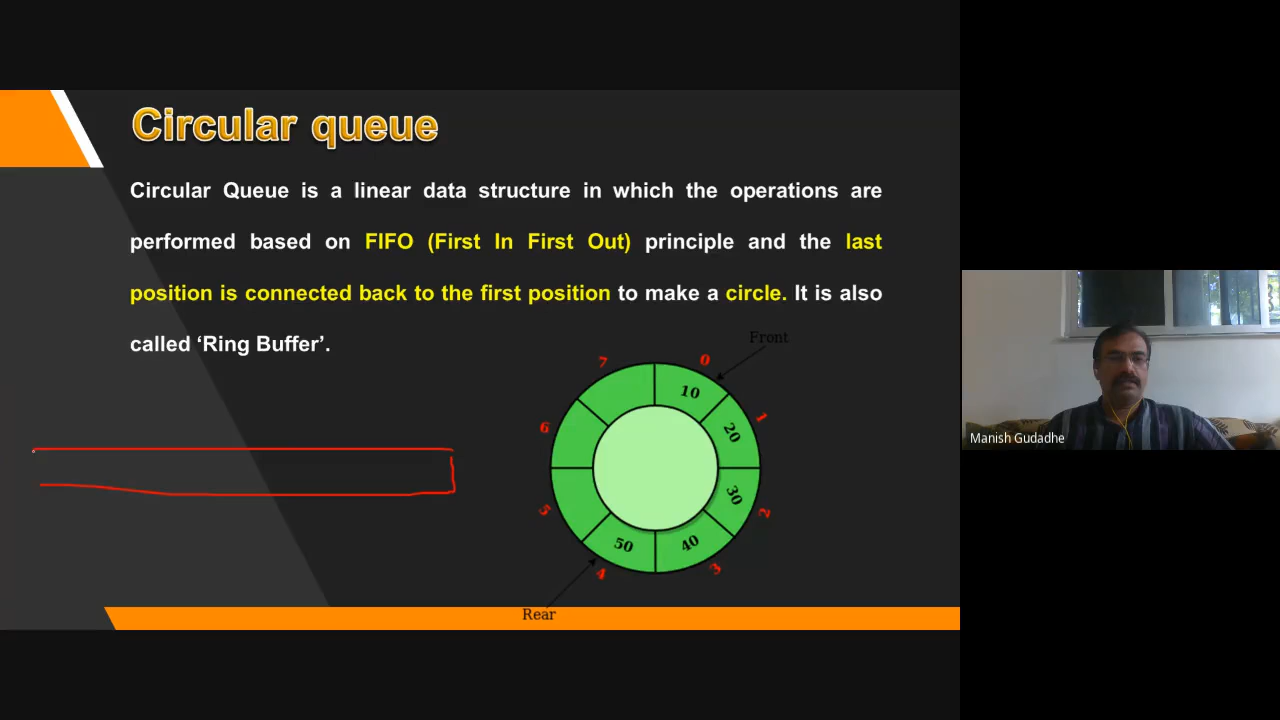 Circular queue
Circular Queue is a linear data structure in which the operations are
performed based on FIFO (First In First Out) principle and the last
position is connected back to the first position to make a circle. It is also
called ‘Ring Buffer’.
Front
7
0
10
6
1
20
5
30
2
50
40
4
3
Rear
Manish Gudadhe